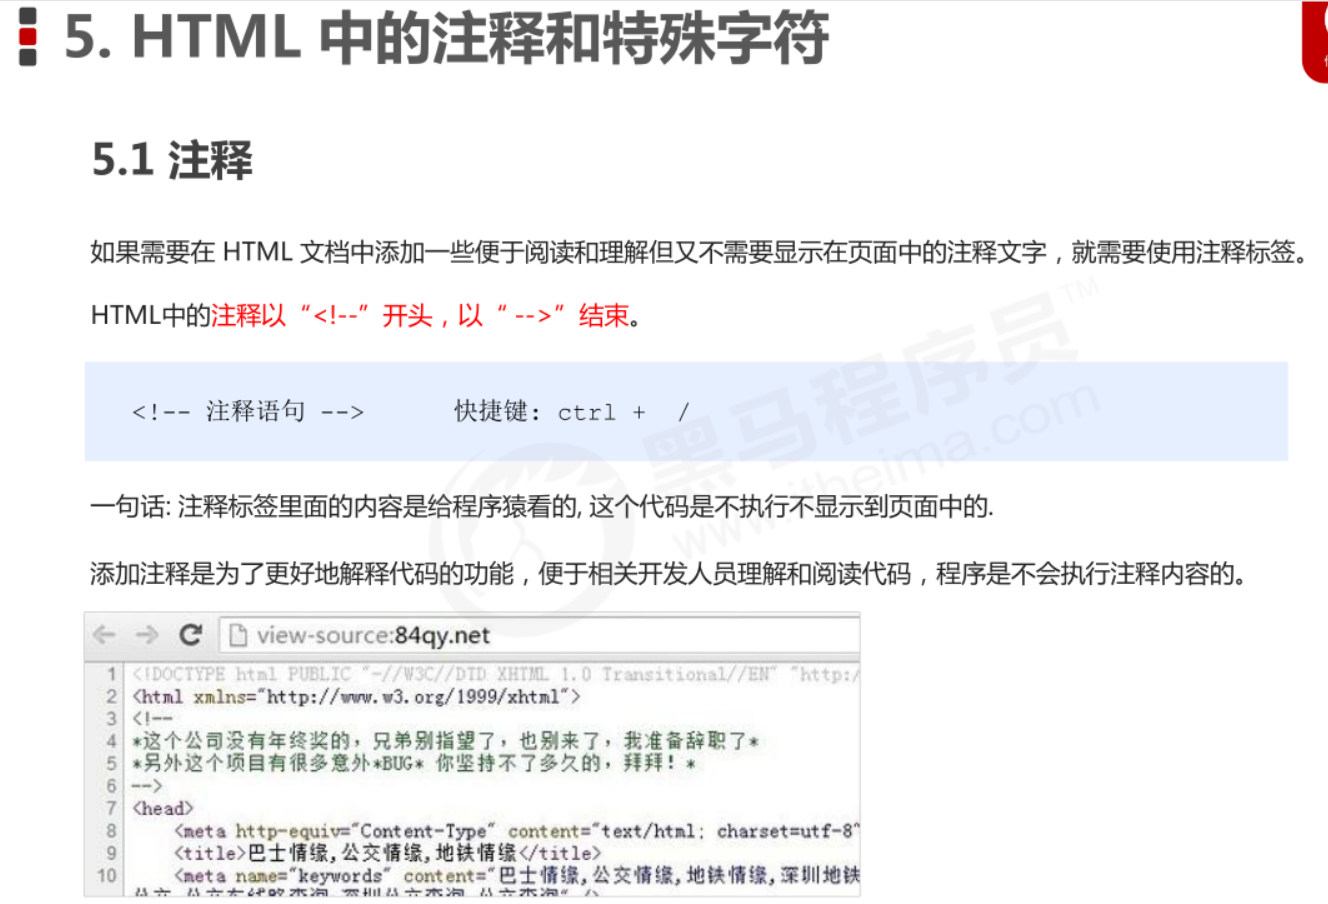 5. HTML 中的注释和特殊字符
5.1 注释
如果需要在 HTML 文档中添加一些便于阅读和理解但又不需要显示在页面中的注释文字，就需要使用注释标签。
HTML中的注释以“<!--”开头，以“ -->”结束。
<!-- 注释语句 --> 快捷键: ctrl + /
一句话: 注释标签里面的内容是给程序猿看的, 这个代码是不执行不显示到页面中的.
添加注释是为了更好地解释代码的功能，便于相关开发人员理解和阅读代码，程序是不会执行注释内容的。
黑马程序员™
www.itheima.com
view-source:84qy.net
1 <!DOCTYPE html PUBLIC "-//W3C//DTD XHTML 1.0 Transitional//EN" "http:/
2 <html xmlns="http://www.w3.org/1999/xhtml">
3 <!--
4 *这个公司没有年终奖的，兄弟别指望了，也别来了，我准备辞职了*
5 *另外这个项目有很多意外*BUG* 你坚持不了多久的，拜拜！*
6 -->
7 <head>
8 <meta http-equiv="Content-Type" content="text/html; charset=utf-8"
9 <title>巴士情缘,公交情缘,地铁情缘</title>
10 <meta name="keywords" content="巴士情缘,公交情缘,地铁情缘,深圳地铁